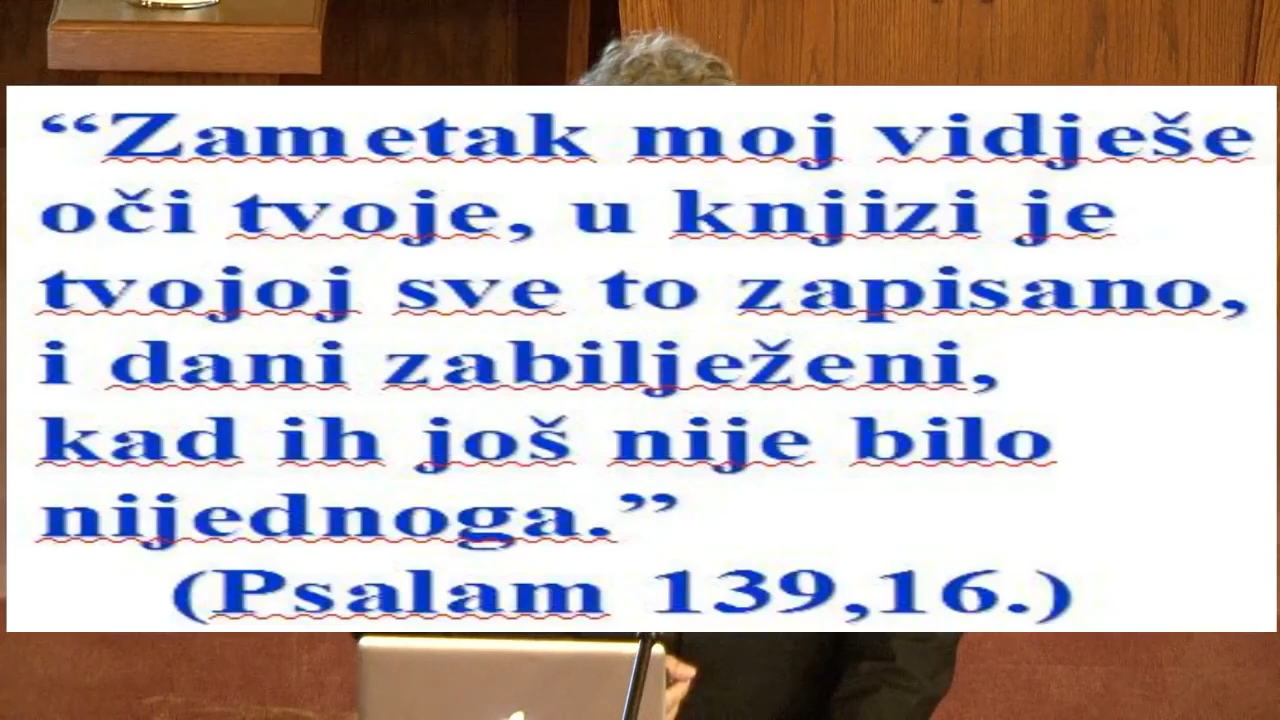 “Zametak moj vidješe
oči tvoje, u knjizi je
tvojoj sve to zapisano,
i dani zabilježeni,
kad ih još nije bilo
nijednoga.”
(Psalam 139,16.)